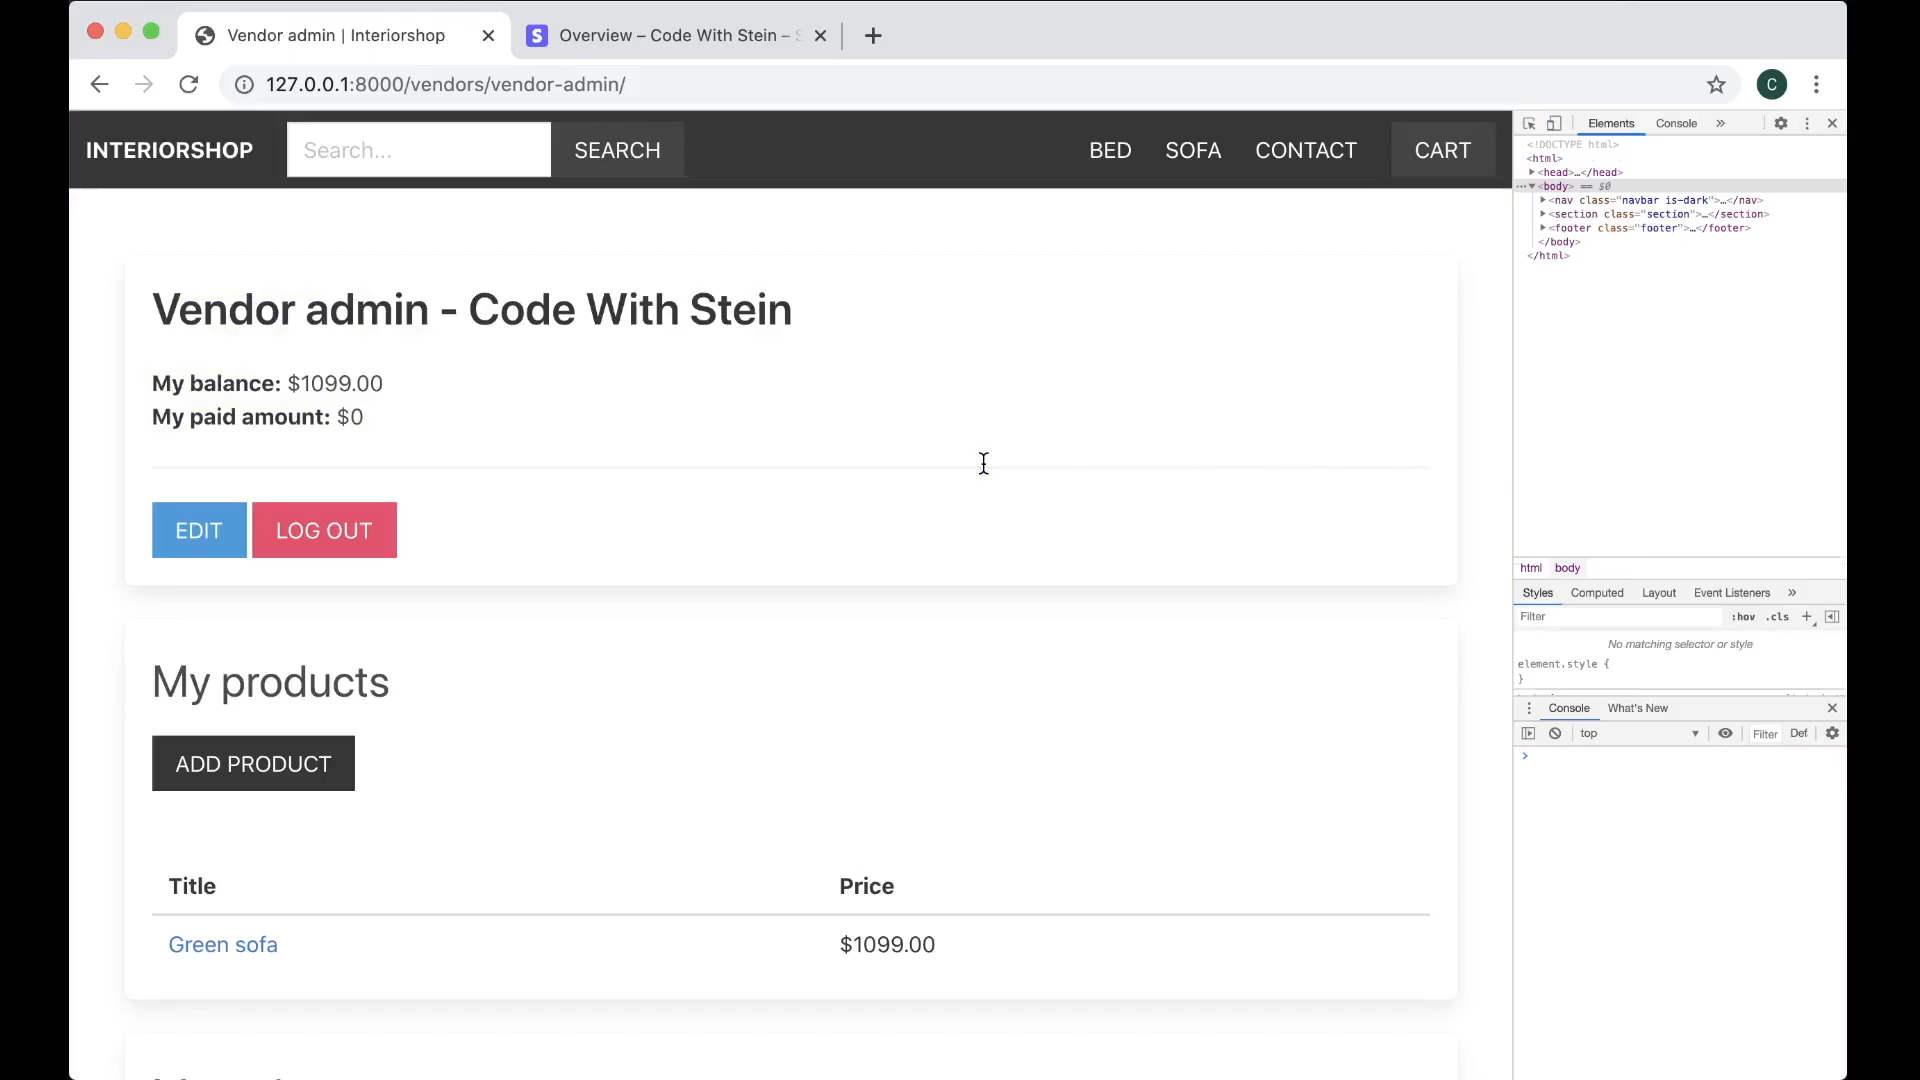 Vendor admin | Interiorshop
Overview – Code With Stein –
127.0.0.1:8000/vendors/vendor-admin/
C
INTERIORSHOP
Search...
SEARCH
BED
SOFA
CONTACT
CART
Vendor admin - Code With Stein
My balance: $1099.00
My paid amount: $0
EDIT
LOG OUT
My products
ADD PRODUCT
Title
Price
Green sofa
$1099.00
Elements
Console
<!DOCTYPE html>
<html>
<head>…</head>
<body> == $0
<nav class="navbar is-dark">…</nav>
<section class="section">…</section>
<footer class="footer">…</footer>
</body>
</html>
html
body
Styles
Computed
Layout
Event Listeners
Filter
:hov
.cls
No matching selector or style
element.style {
}
Console
What's New
top
Filter
Def